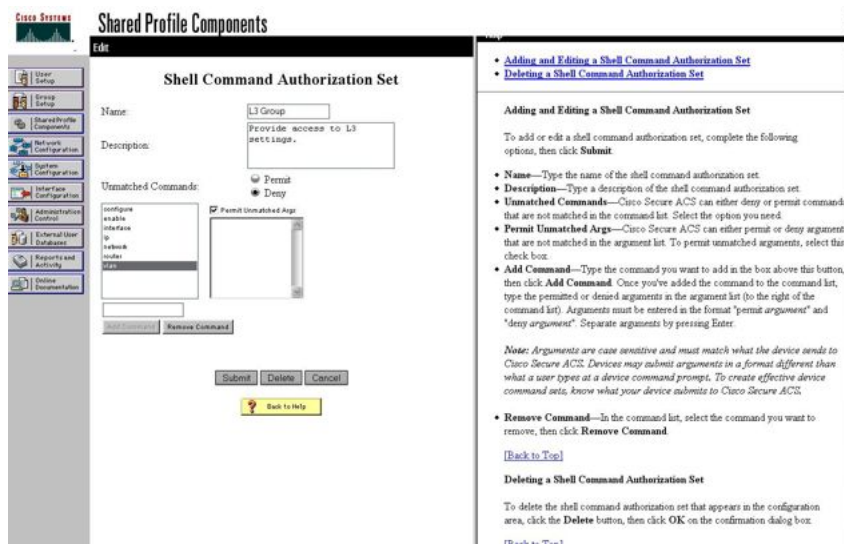 Cisco Systems
Shared Profile Components
Edit
User Setup
Group Setup
Shared Profile Components
Network Configuration
System Configuration
Interface Configuration
Administration Control
External User Databases
Reports and Activity
Online Documentation
Shell Command Authorization Set
Name:
L3 Group
Description:
Provide access to L3
settings.
Unmatched Commands:
Permit
Deny
configure
enable
interface
ip
network
router
vlan
Permit Unmatched Args
Add Command
Remove Command
Submit
Delete
Cancel
Back to Help
• Adding and Editing a Shell Command Authorization Set
• Deleting a Shell Command Authorization Set
Adding and Editing a Shell Command Authorization Set
To add or edit a shell command authorization set, complete the following
options, then click Submit.
• Name—Type the name of the shell command authorization set.
• Description—Type a description of the shell command authorization set.
• Unmatched Commands—Cisco Secure ACS can either deny or permit commands
that are not matched in the command list. Select the option you need.
• Permit Unmatched Args—Cisco Secure ACS can either permit or deny argument
that are not matched in the argument list. To permit unmatched arguments, select this
check box.
• Add Command—Type the command you want to add in the box above this button,
then click Add Command. Once you've added the command to the command list,
type the permitted or denied arguments in the argument list (to the right of the
command list). Arguments must be entered in the format "permit argument" and
"deny argument". Separate arguments by pressing Enter.
Note: Arguments are case sensitive and must match what the device sends to
Cisco Secure ACS. Devices may submit arguments in a format different than
what a user types at a device command prompt. To create effective device
command sets, know what your device submits to Cisco Secure ACS.
• Remove Command—In the command list, select the command you want to
remove, then click Remove Command.
[Back to Top]
Deleting a Shell Command Authorization Set
To delete the shell command authorization set that appears in the configuration
area, click the Delete button, then click OK on the confirmation dialog box.
[Back to Top]